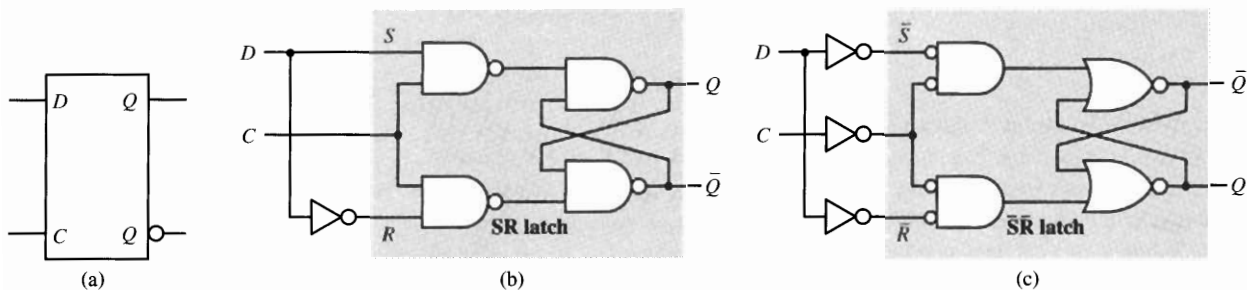 D Q
C Q
(a)
D S
C
R
SR latch
Q
Q̄
(b)
D S̄
C
R̄
S̄R̄ latch
Q̄
Q
(c)